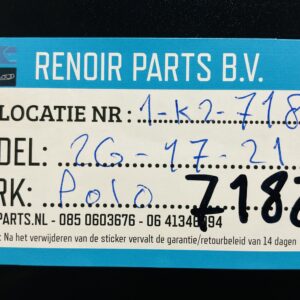 RENOIR PARTS B.V.
LOCATIE NR: 1-K2-718
DEL: 2G-17-21
RK: Polo 7182
PARTS.NL - 085 0603676 - 06 41346994
: Na het verwijderen van de sticker vervalt de garantie/retourbeleid van 14 dagen